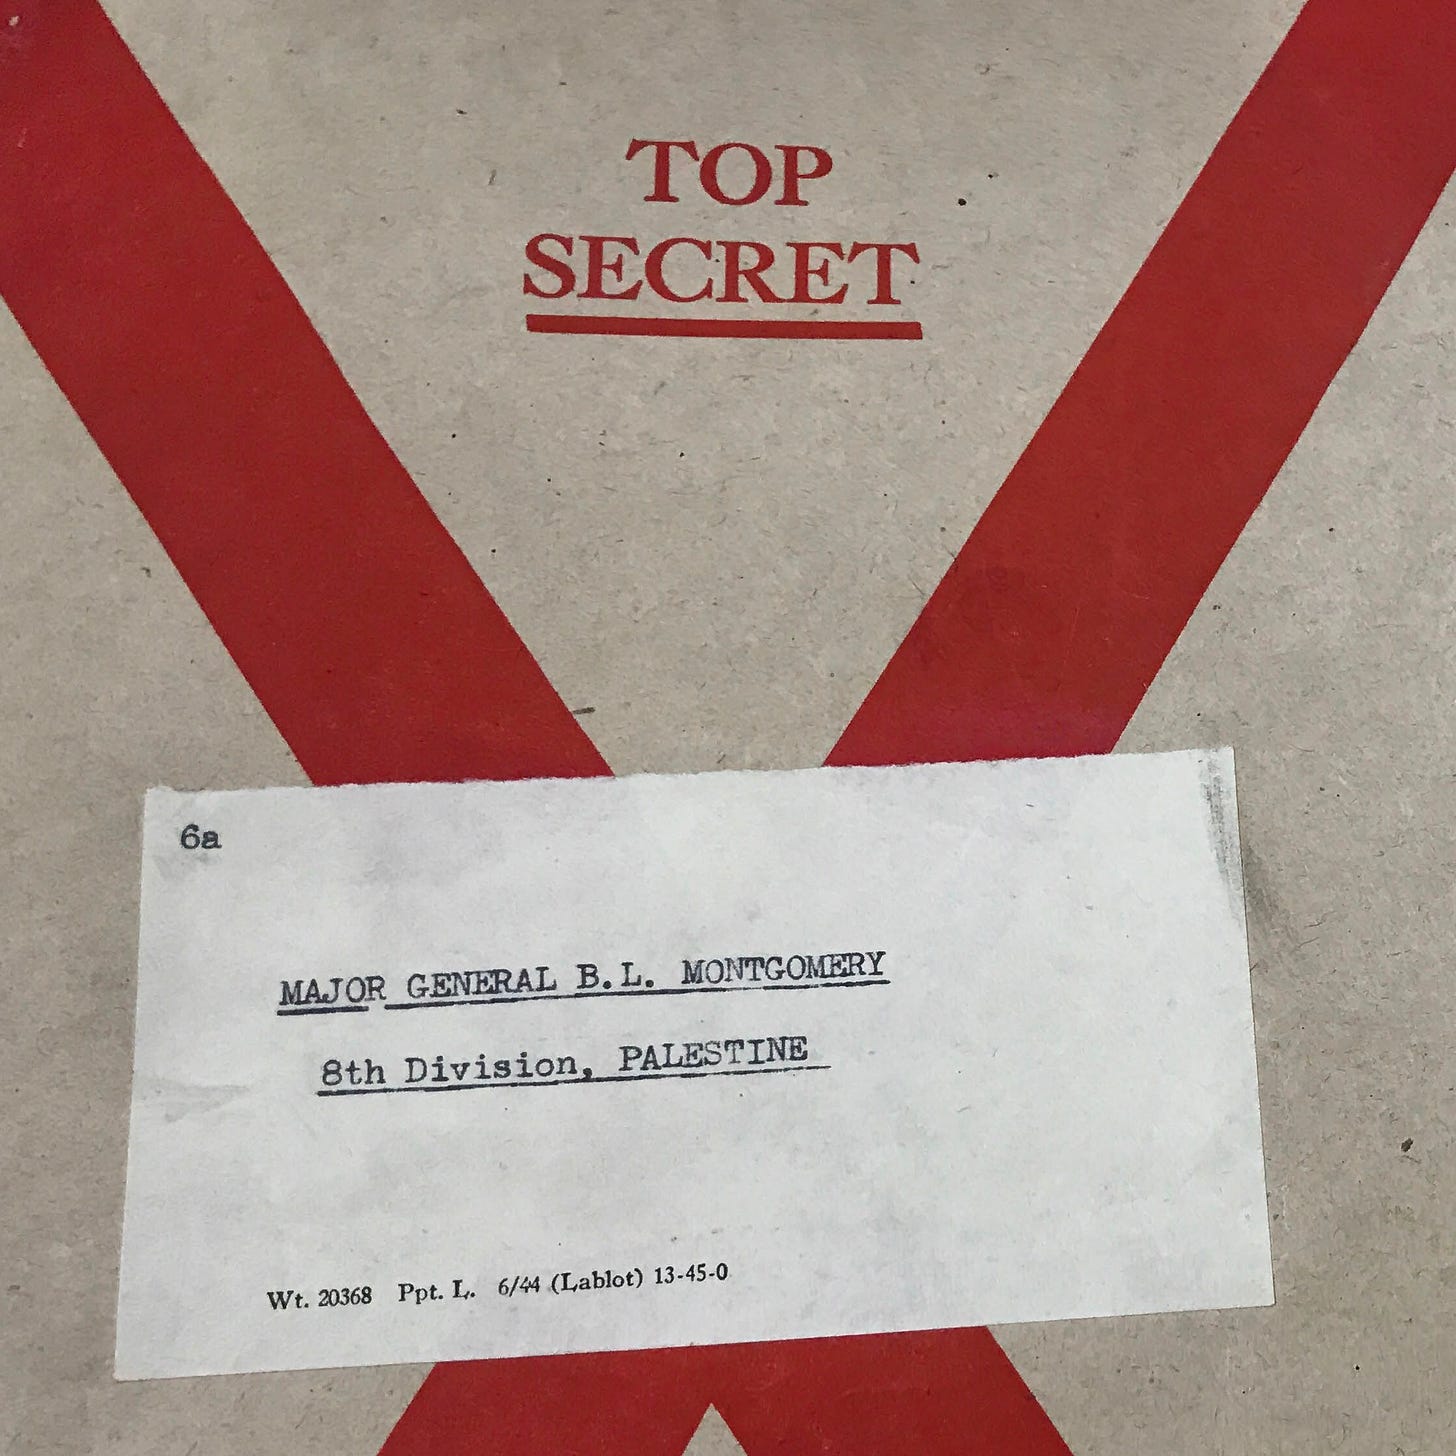 TOP
SECRET
6a
MAJOR GENERAL B.L. MONTGOMERY
8th Division, PALESTINE
Wt. 20368 Ppt. L. 6/44 (Lablot) 13-45-0